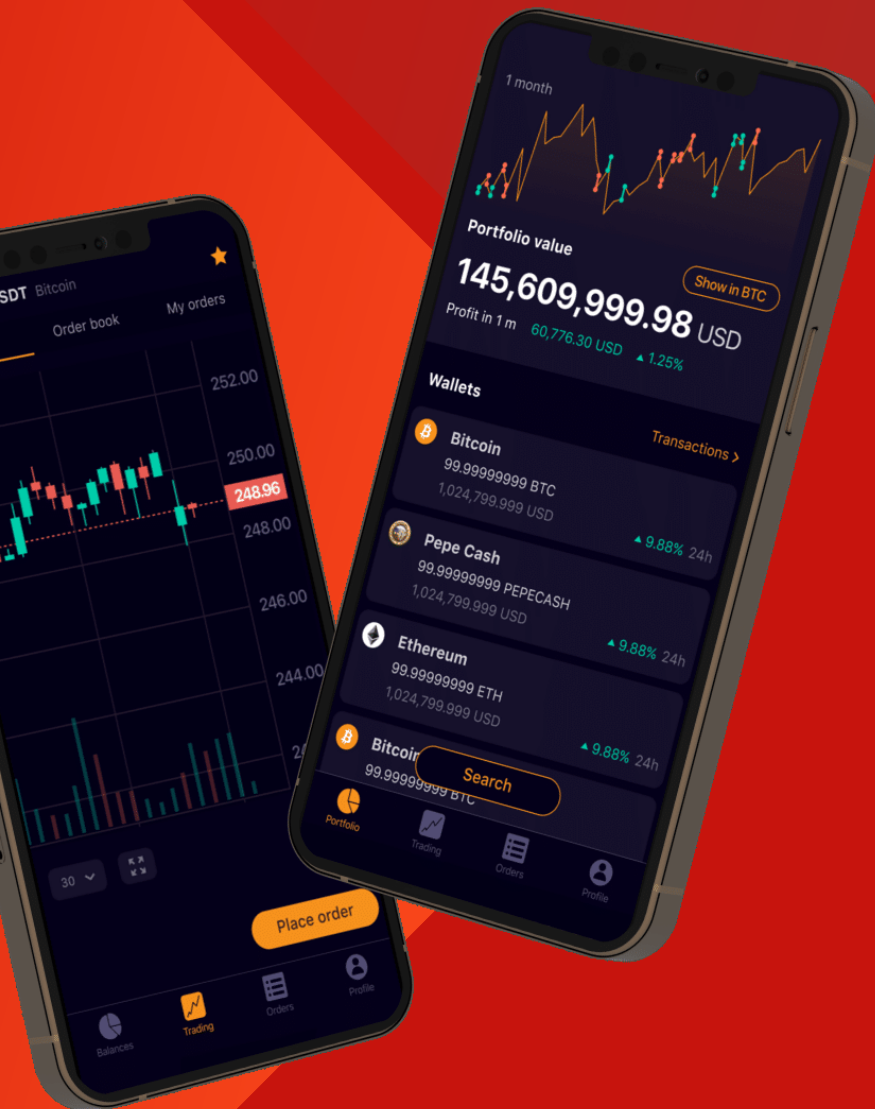 SDT Bitcoin
Order book
My orders
252.00
250.00
248.96
248.00
246.00
244.00
30
Place order
Balances
Trading
Orders
Profile
1 month
Portfolio value
Show in BTC
145,609,999.98 USD
Profit in 1 m 60,776.30 USD ▲ 1.25%
Wallets
Transactions >
Bitcoin
99.99999999 BTC
1,024,799.999 USD
▲ 9.88% 24h
Pepe Cash
99.99999999 PEPECASH
1,024,799.999 USD
▲ 9.88% 24h
Ethereum
99.99999999 ETH
1,024,799.999 USD
▲ 9.88% 24h
Bitcoin
99.99999999 BTC
Search
Portfolio
Trading
Orders
Profile